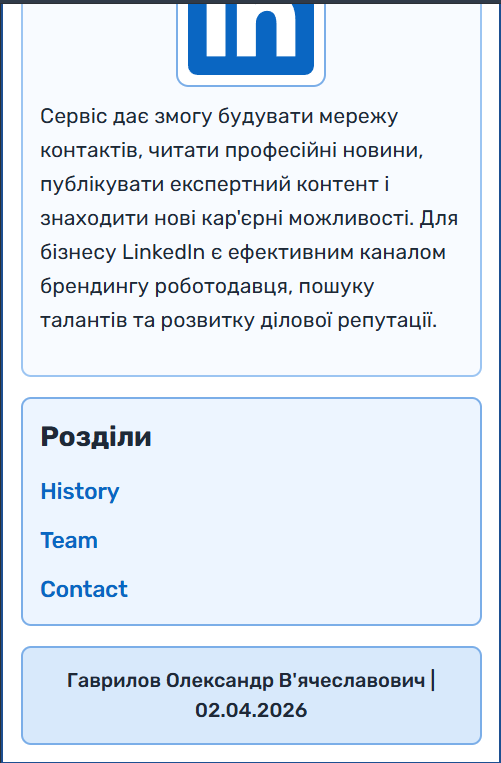 in
Сервіс дає змогу будувати мережу
контактів, читати професійні новини,
публікувати експертний контент і
знаходити нові кар'єрні можливості. Для
бізнесу LinkedIn є ефективним каналом
брендингу роботодавця, пошуку
талантів та розвитку ділової репутації.
Розділи
History
Team
Contact
Гаврилов Олександр В'ячеславович |
02.04.2026